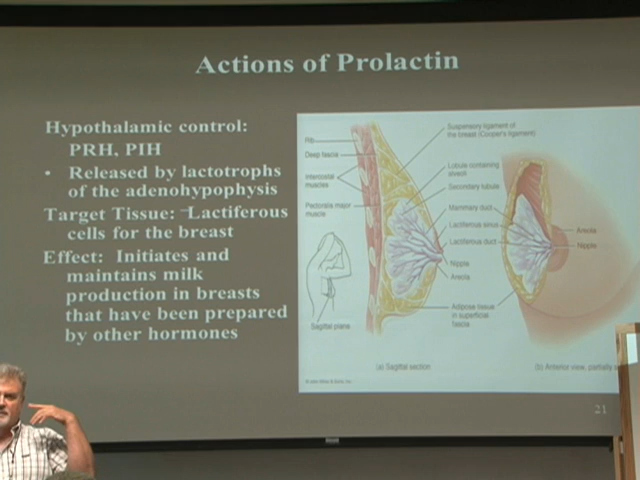 Actions of Prolactin
Hypothalamic control:
PRH, PIH
• Released by lactotrophs
of the adenohypophysis
Target Tissue: Lactiferous
cells for the breast
Effect: Initiates and
maintains milk
production in breasts
that have been prepared
by other hormones
Rib
Deep fascia
Intercostal
muscles
Pectoralis major
muscle
Sagittal plane
Suspensory ligament of
the breast (Cooper's ligament)
Lobule containing
alveoli
Secondary tubule
Mammary duct
Lactiferous sinus
Lactiferous duct
Nipple
Areola
Adipose tissue
in superficial
fascia
Areola
Nipple
(a) Sagittal section
(b) Anterior view, partially
21